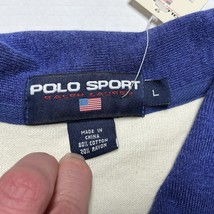 POLO SPORT
RALPH LAUREN
L
MADE IN
CHINA
80% COTTON
20% RAYON